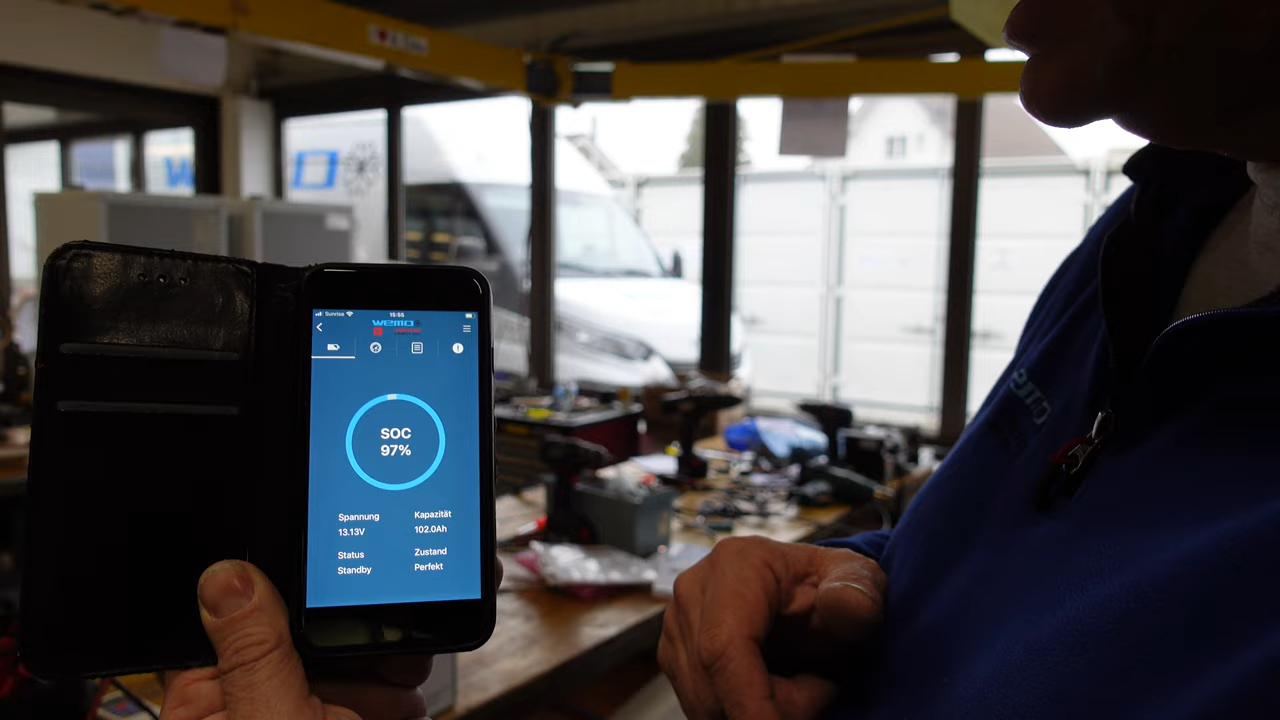 Sunrise
15:55
WEMO
SOC
97%
Spannung
13.13V
Kapazität
102.0Ah
Status
Standby
Zustand
Perfekt